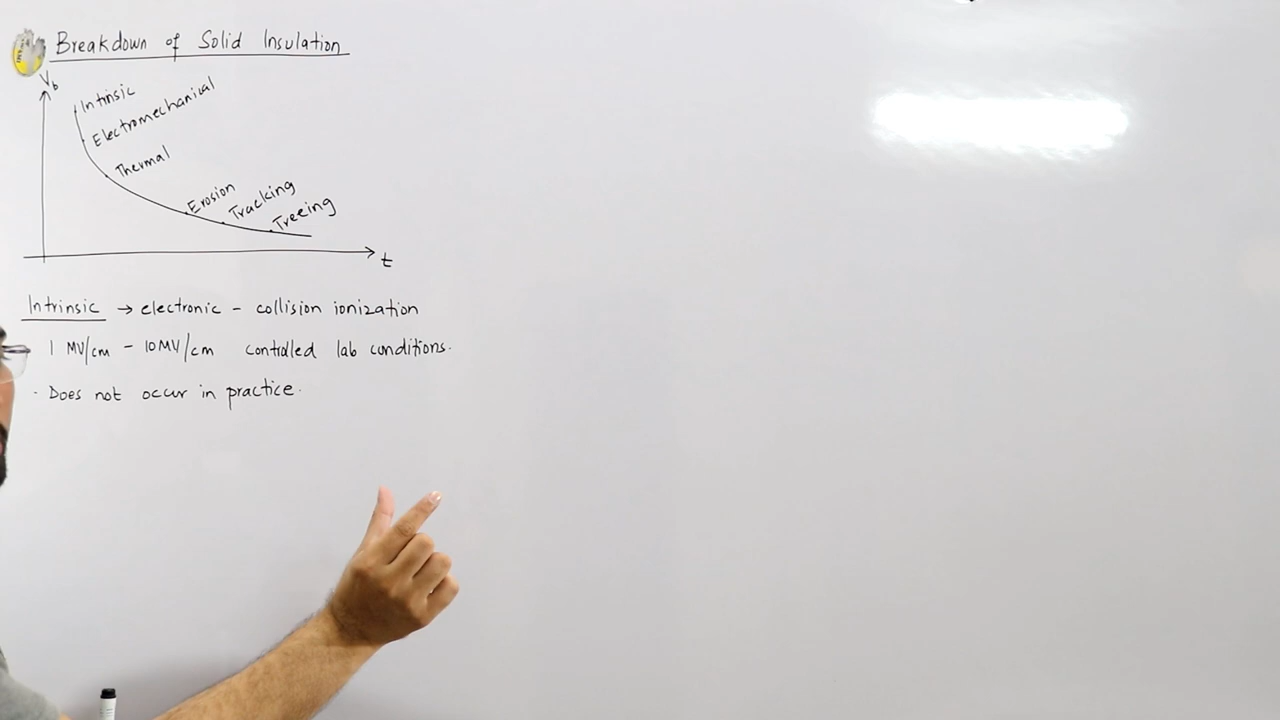 Breakdown of Solid Insulation
Vb
Intrinsic
Electromechanical
Thermal
Erosion
Tracking
Treeing
t
Intrinsic → electronic - collision ionization
1 MV/cm - 10MV/cm controlled lab conditions.
· Does not occur in practice.